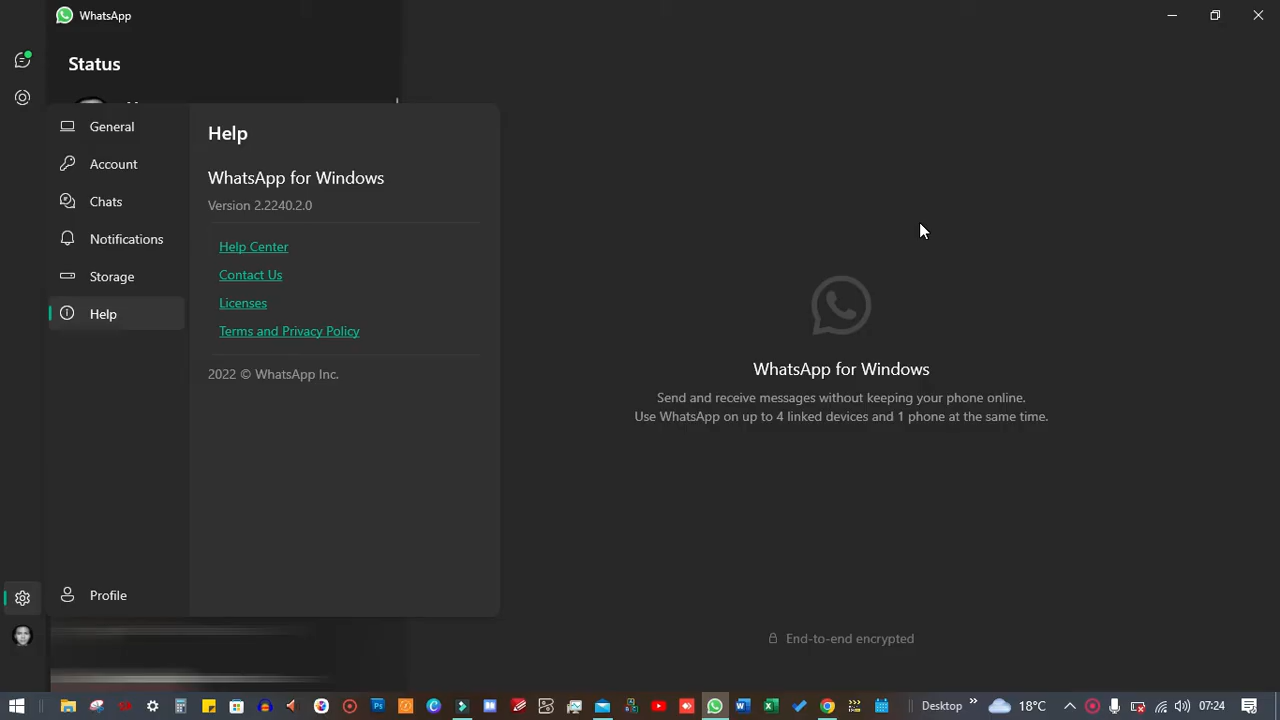 WhatsApp
Status
General
Account
Chats
Notifications
Storage
Help
Profile
Help
WhatsApp for Windows
Version 2.2240.2.0
Help Center
Contact Us
Licenses
Terms and Privacy Policy
2022 © WhatsApp Inc.
WhatsApp for Windows
Send and receive messages without keeping your phone online.
Use WhatsApp on up to 4 linked devices and 1 phone at the same time.
End-to-end encrypted
Desktop
18°C
07:24